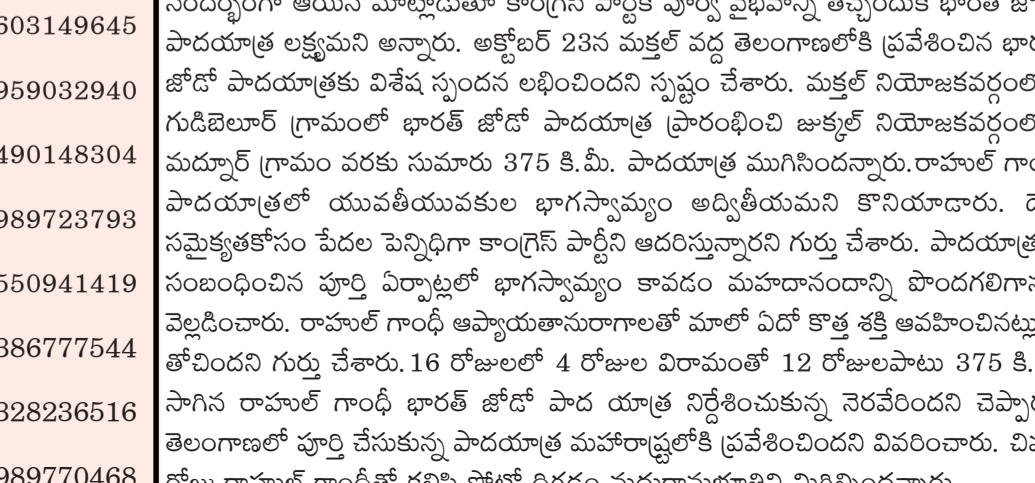 603149645
959032940
490148304
989723793
550941419
386777544
328236516
989770468
సందర్భంగా ఆయన మాట్లాడుతూ కాంగ్రెస్ పార్టీకి పూర్వ వైభవాన్ని తెచ్చేందుకే భారత్
పాదయాత్ర లక్ష్యమని అన్నారు. అక్టోబర్ 23న మక్తల్ వద్ద తెలంగాణలోకి ప్రవేశించిన
జోడో పాదయాత్రకు విశేష స్పందన లభించిందని స్పష్టం చేశారు. మక్తల్ నియోజకవర్గంలో
గుడిబెలూర్ గ్రామంలో భారత్ జోడో పాదయాత్ర ప్రారంభించి జుక్కల్ నియోజకవర్గంలో
మద్నూర్ గ్రామం వరకు సుమారు 375 కి.మీ. పాదయాత్ర ముగిసిందన్నారు.రాహుల్
పాదయాత్రలో యువతీయువకుల భాగస్వామ్యం అద్వితీయమని కొనియాడారు.
సమైక్యతకోసం పేదల పెన్నిధిగా కాంగ్రెస్ పార్టీని ఆదరిస్తున్నారని గుర్తు చేశారు. పాదయాత్ర
సంబంధించిన పూర్తి ఏర్పాట్లలో భాగస్వామ్యం కావడం మహదానందాన్ని
వెల్లడించారు. రాహుల్ గాంధీ ఆప్యాయతానురాగాలతో మాలో ఏదో కొత్త శక్తి ఆవహించినట్లు
తోచిందని గుర్తు చేశారు.16 రోజులలో 4 రోజుల విరామంతో 12 రోజులపాటు 375 కి.
సాగిన రాహుల్ గాంధీ భారత్ జోడో పాద యాత్ర నిర్దేశించుకున్న నెరవేరిందని
తెలంగాణలో పూర్తి చేసుకున్న పాదయాత్ర మహారాష్ట్రలోకి ప్రవేశించిందని వివరించారు.